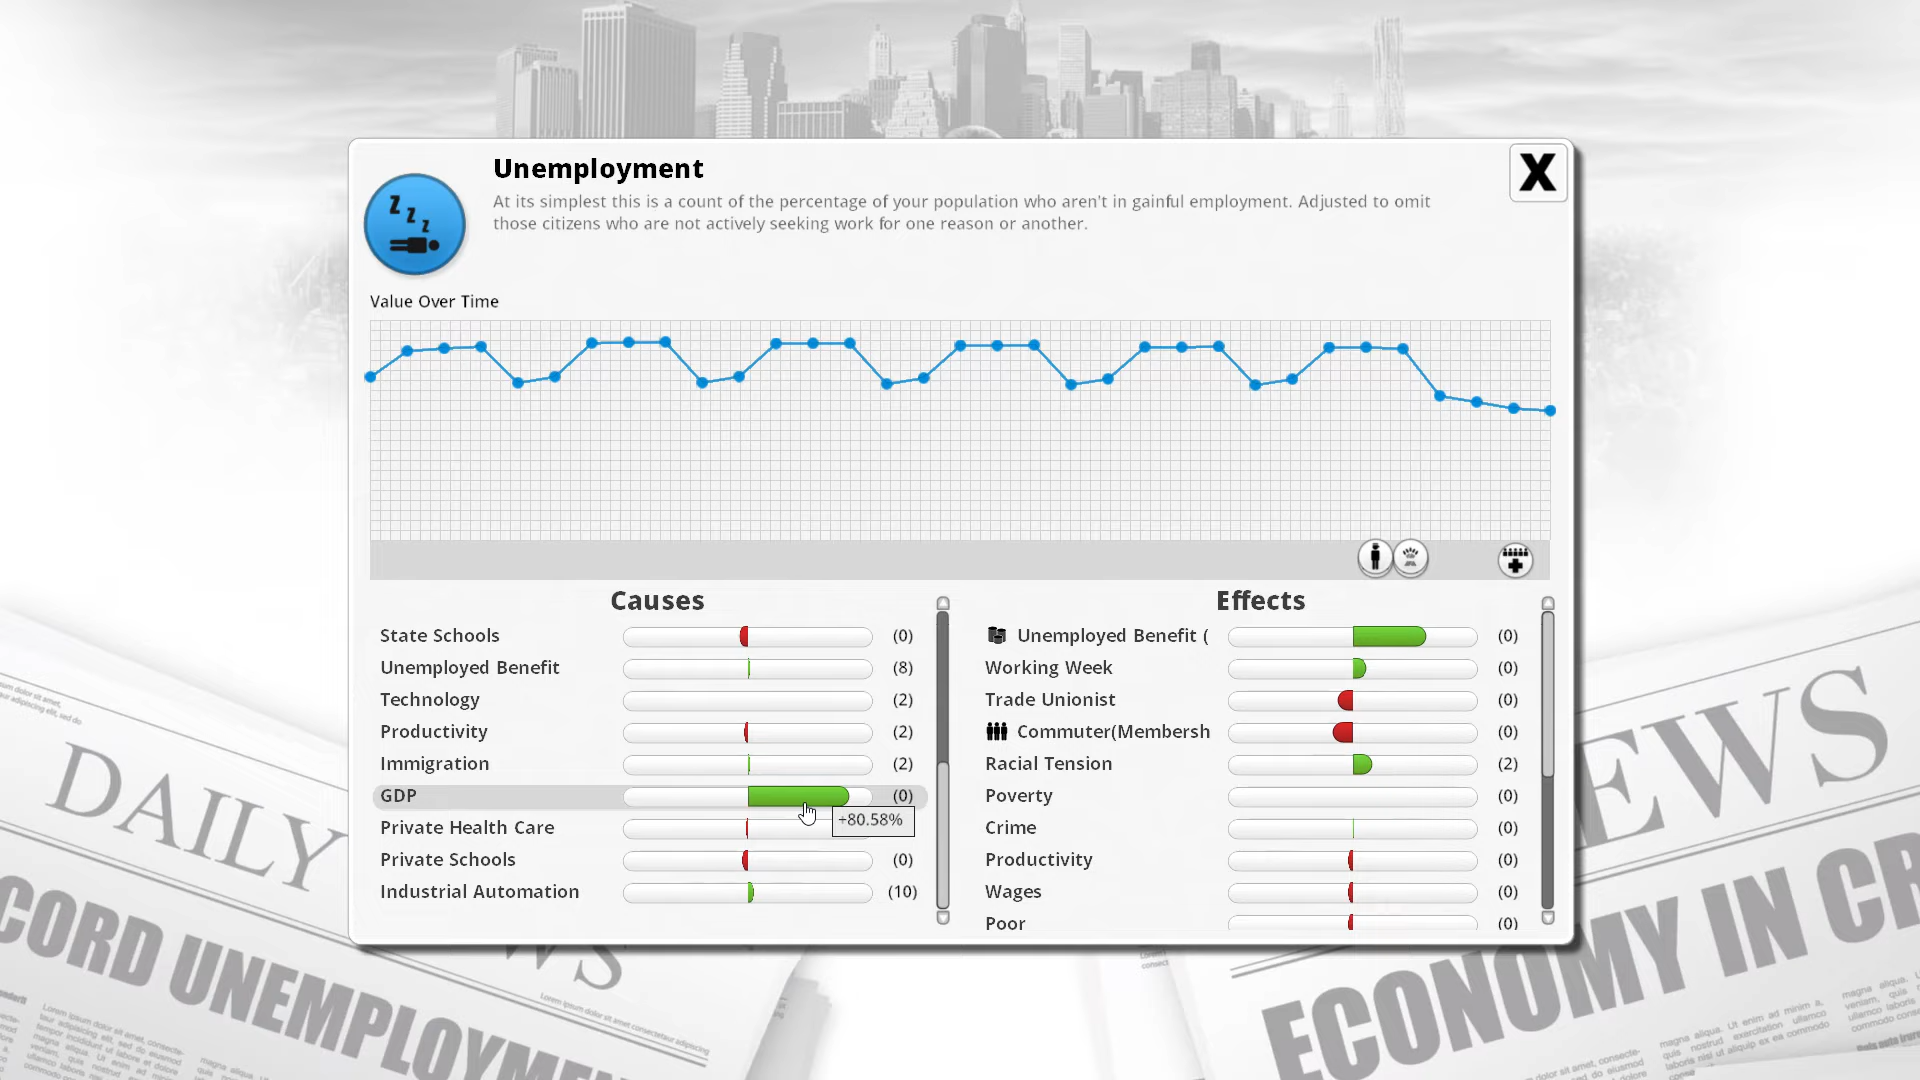 Unemployment
At its simplest this is a count of the percentage of your population who aren't in gainful employment. Adjusted to omit
those citizens who are not actively seeking work for one reason or another.
X
z z z
Value Over Time
Causes
State Schools (0)
Unemployed Benefit (8)
Technology (2)
Productivity (2)
Immigration (2)
GDP (0)
+80.58%
Private Health Care
Private Schools (0)
Industrial Automation (10)
Effects
Unemployed Benefit ( (0)
Working Week (0)
Trade Unionist (0)
Commuter(Membersh (0)
Racial Tension (2)
Poverty (0)
Crime (0)
Productivity (0)
Wages (0)
Poor (0)
DAILY
WS
CORD UNEMPLOYME
EWS
ECONOMY IN CR